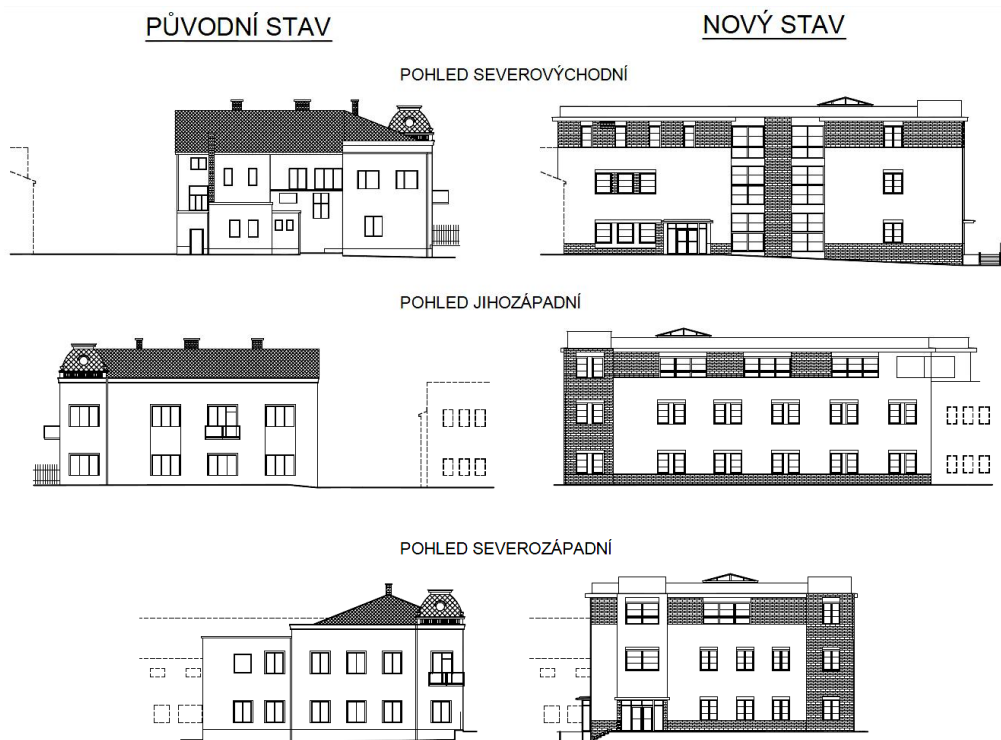 PŮVODNÍ STAV
NOVÝ STAV
POHLED SEVEROVÝCHODNÍ
POHLED JIHOZÁPADNÍ
POHLED SEVEROZÁPADNÍ